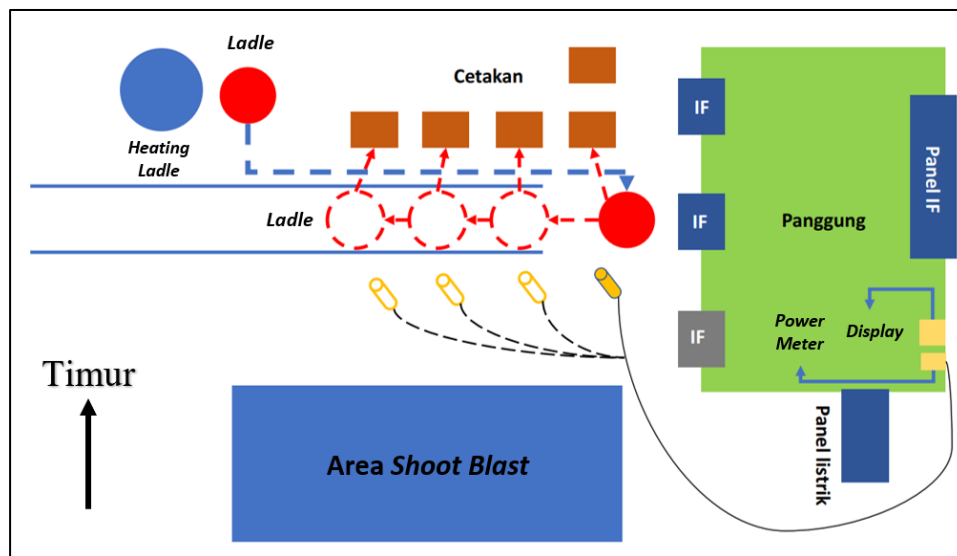 Ladle
Cetakan
Heating
Ladle
IF
Panel IF
Ladle
IF
Panggung
IF
Power
Meter
Display
Timur
Area Shoot Blast
Panel listrik